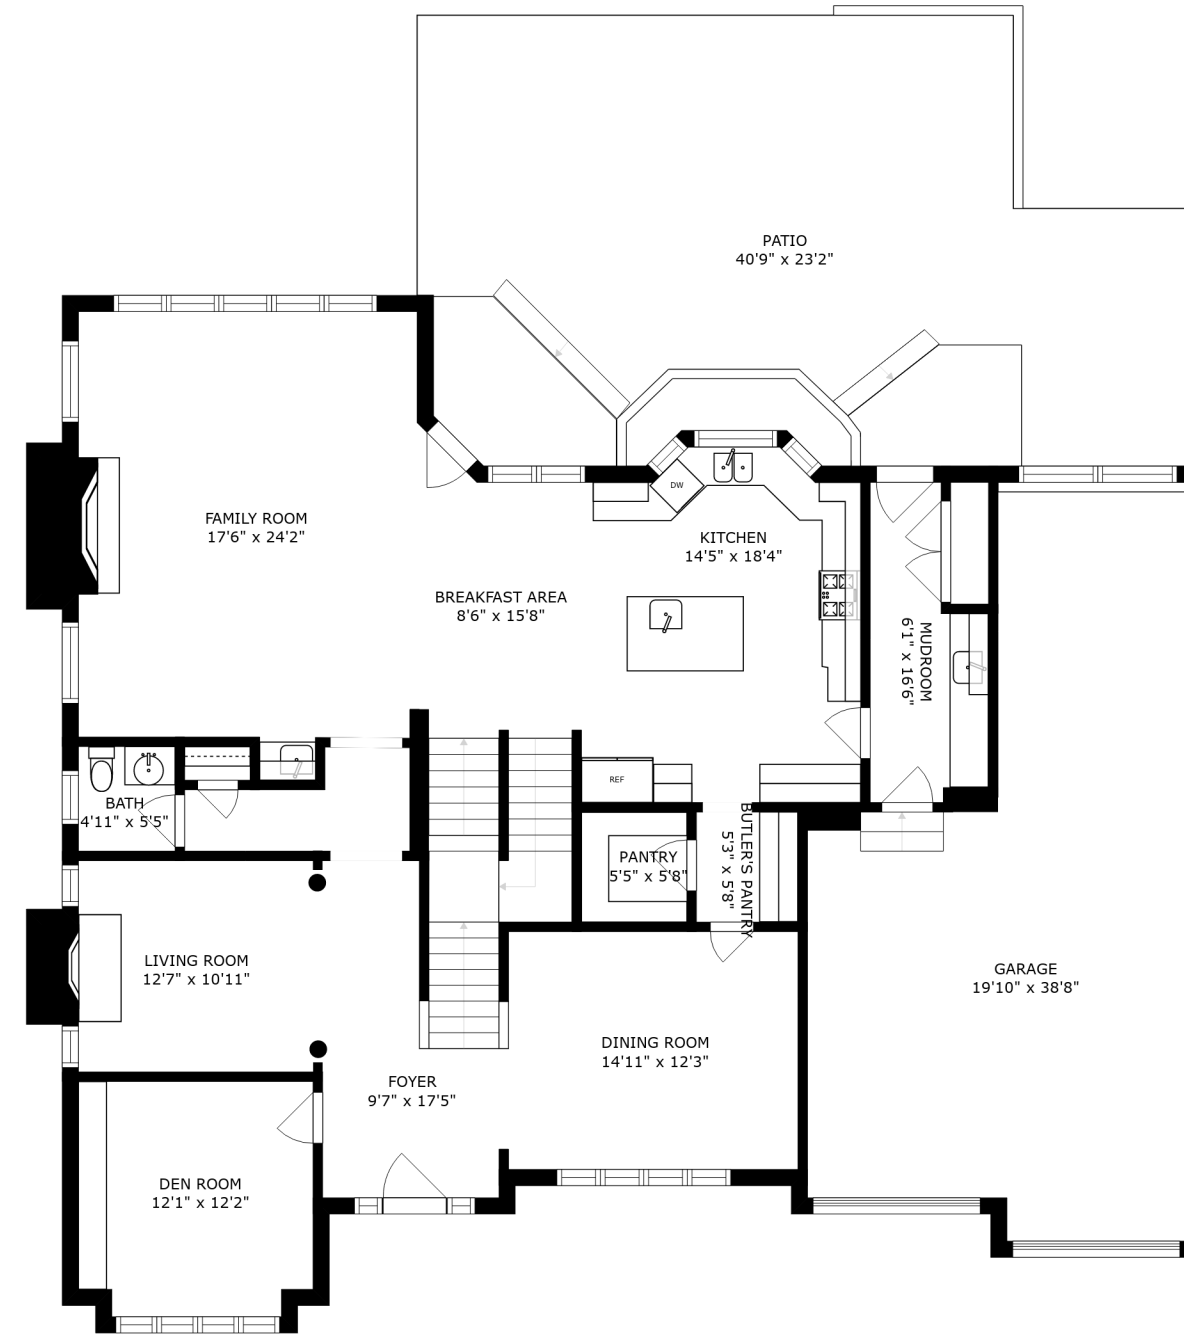 PATIO
40'9" x 23'2"
DW
FAMILY ROOM
17'6" x 24'2"
KITCHEN
14'5" x 18'4"
BREAKFAST AREA
8'6" x 15'8"
MUDROOM
6'1" x 16'6"
REF
BATH
4'11" x 5'5"
BUTLER'S PANTRY
5'3" x 5'8"
PANTRY
5'5" x 5'8"
LIVING ROOM
12'7" x 10'11"
GARAGE
19'10" x 38'8"
DINING ROOM
14'11" x 12'3"
FOYER
9'7" x 17'5"
DEN ROOM
12'1" x 12'2"